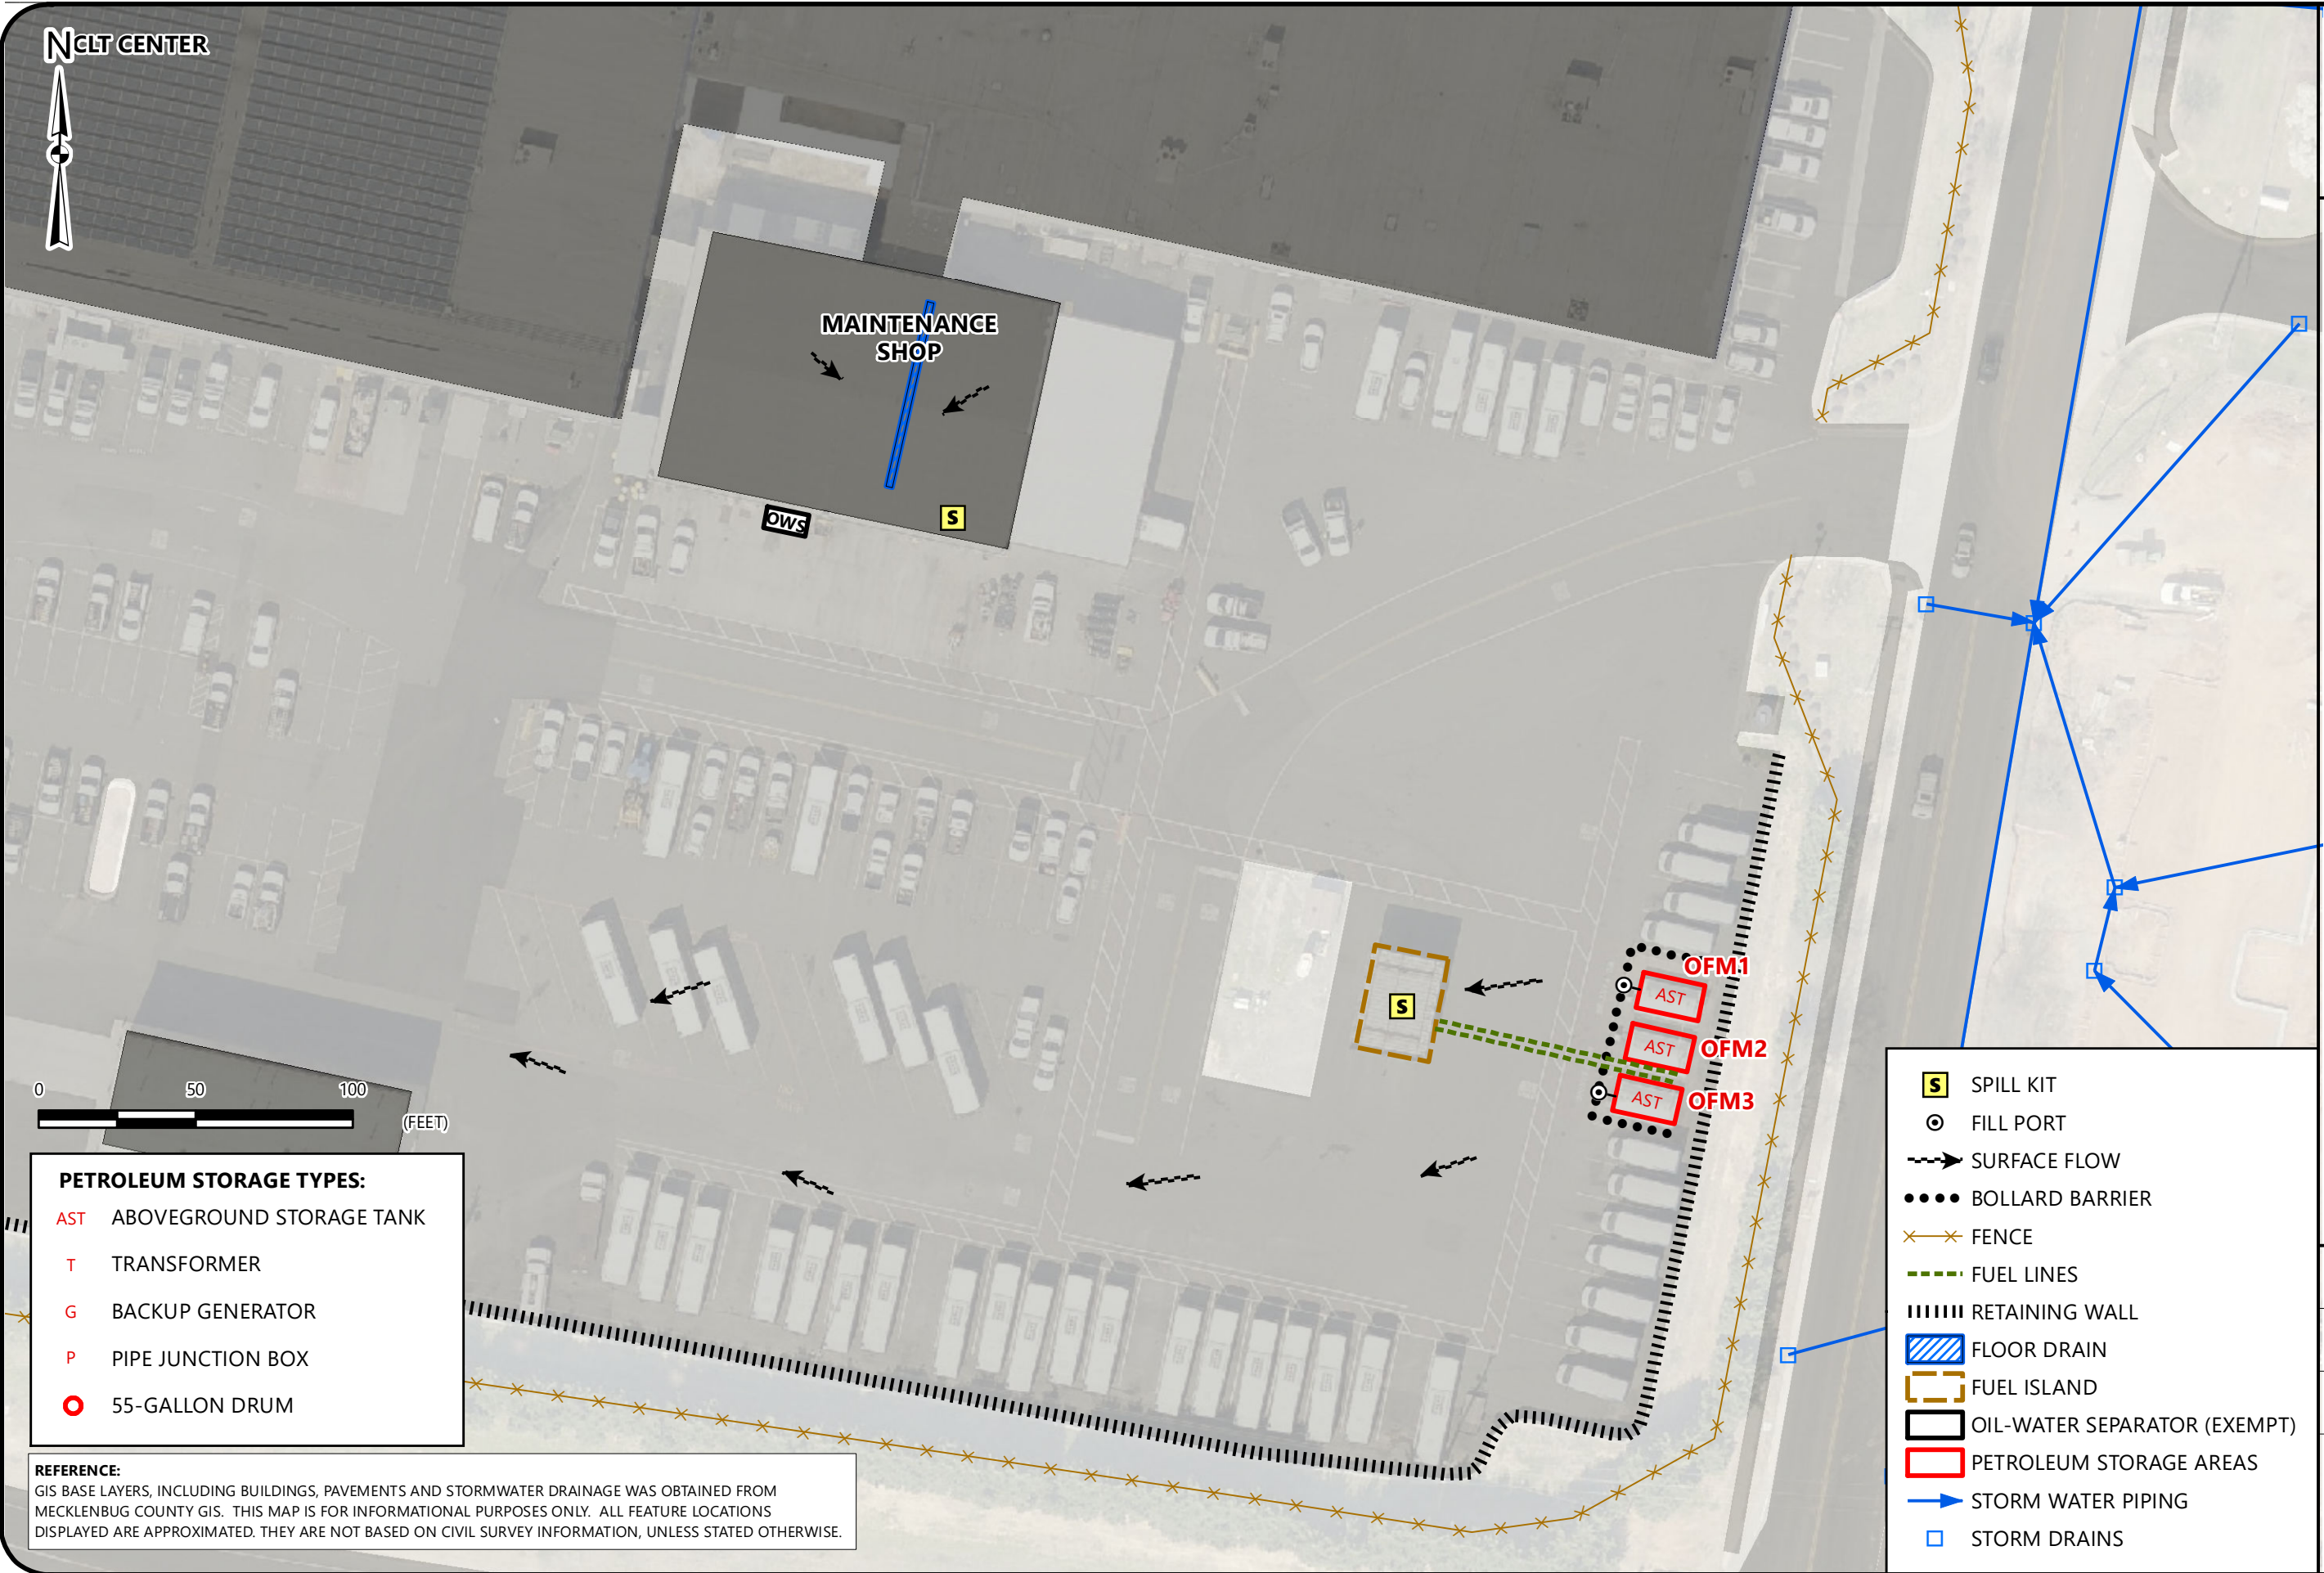 N
CLT CENTER
MAINTENANCE
SHOP
OWS
S
S
OFM1
AST
AST
OFM2
AST
OFM3
0 50 100
(FEET)
PETROLEUM STORAGE TYPES:
AST ABOVEGROUND STORAGE TANK
T TRANSFORMER
G BACKUP GENERATOR
P PIPE JUNCTION BOX
55-GALLON DRUM
REFERENCE:
GIS BASE LAYERS, INCLUDING BUILDINGS, PAVEMENTS AND STORMWATER DRAINAGE WAS OBTAINED FROM
MECKLENBUG COUNTY GIS. THIS MAP IS FOR INFORMATIONAL PURPOSES ONLY. ALL FEATURE LOCATIONS
DISPLAYED ARE APPROXIMATED. THEY ARE NOT BASED ON CIVIL SURVEY INFORMATION, UNLESS STATED OTHERWISE.
S SPILL KIT
FILL PORT
SURFACE FLOW
BOLLARD BARRIER
FENCE
FUEL LINES
RETAINING WALL
FLOOR DRAIN
FUEL ISLAND
OIL-WATER SEPARATOR (EXEMPT)
PETROLEUM STORAGE AREAS
STORM WATER PIPING
STORM DRAINS